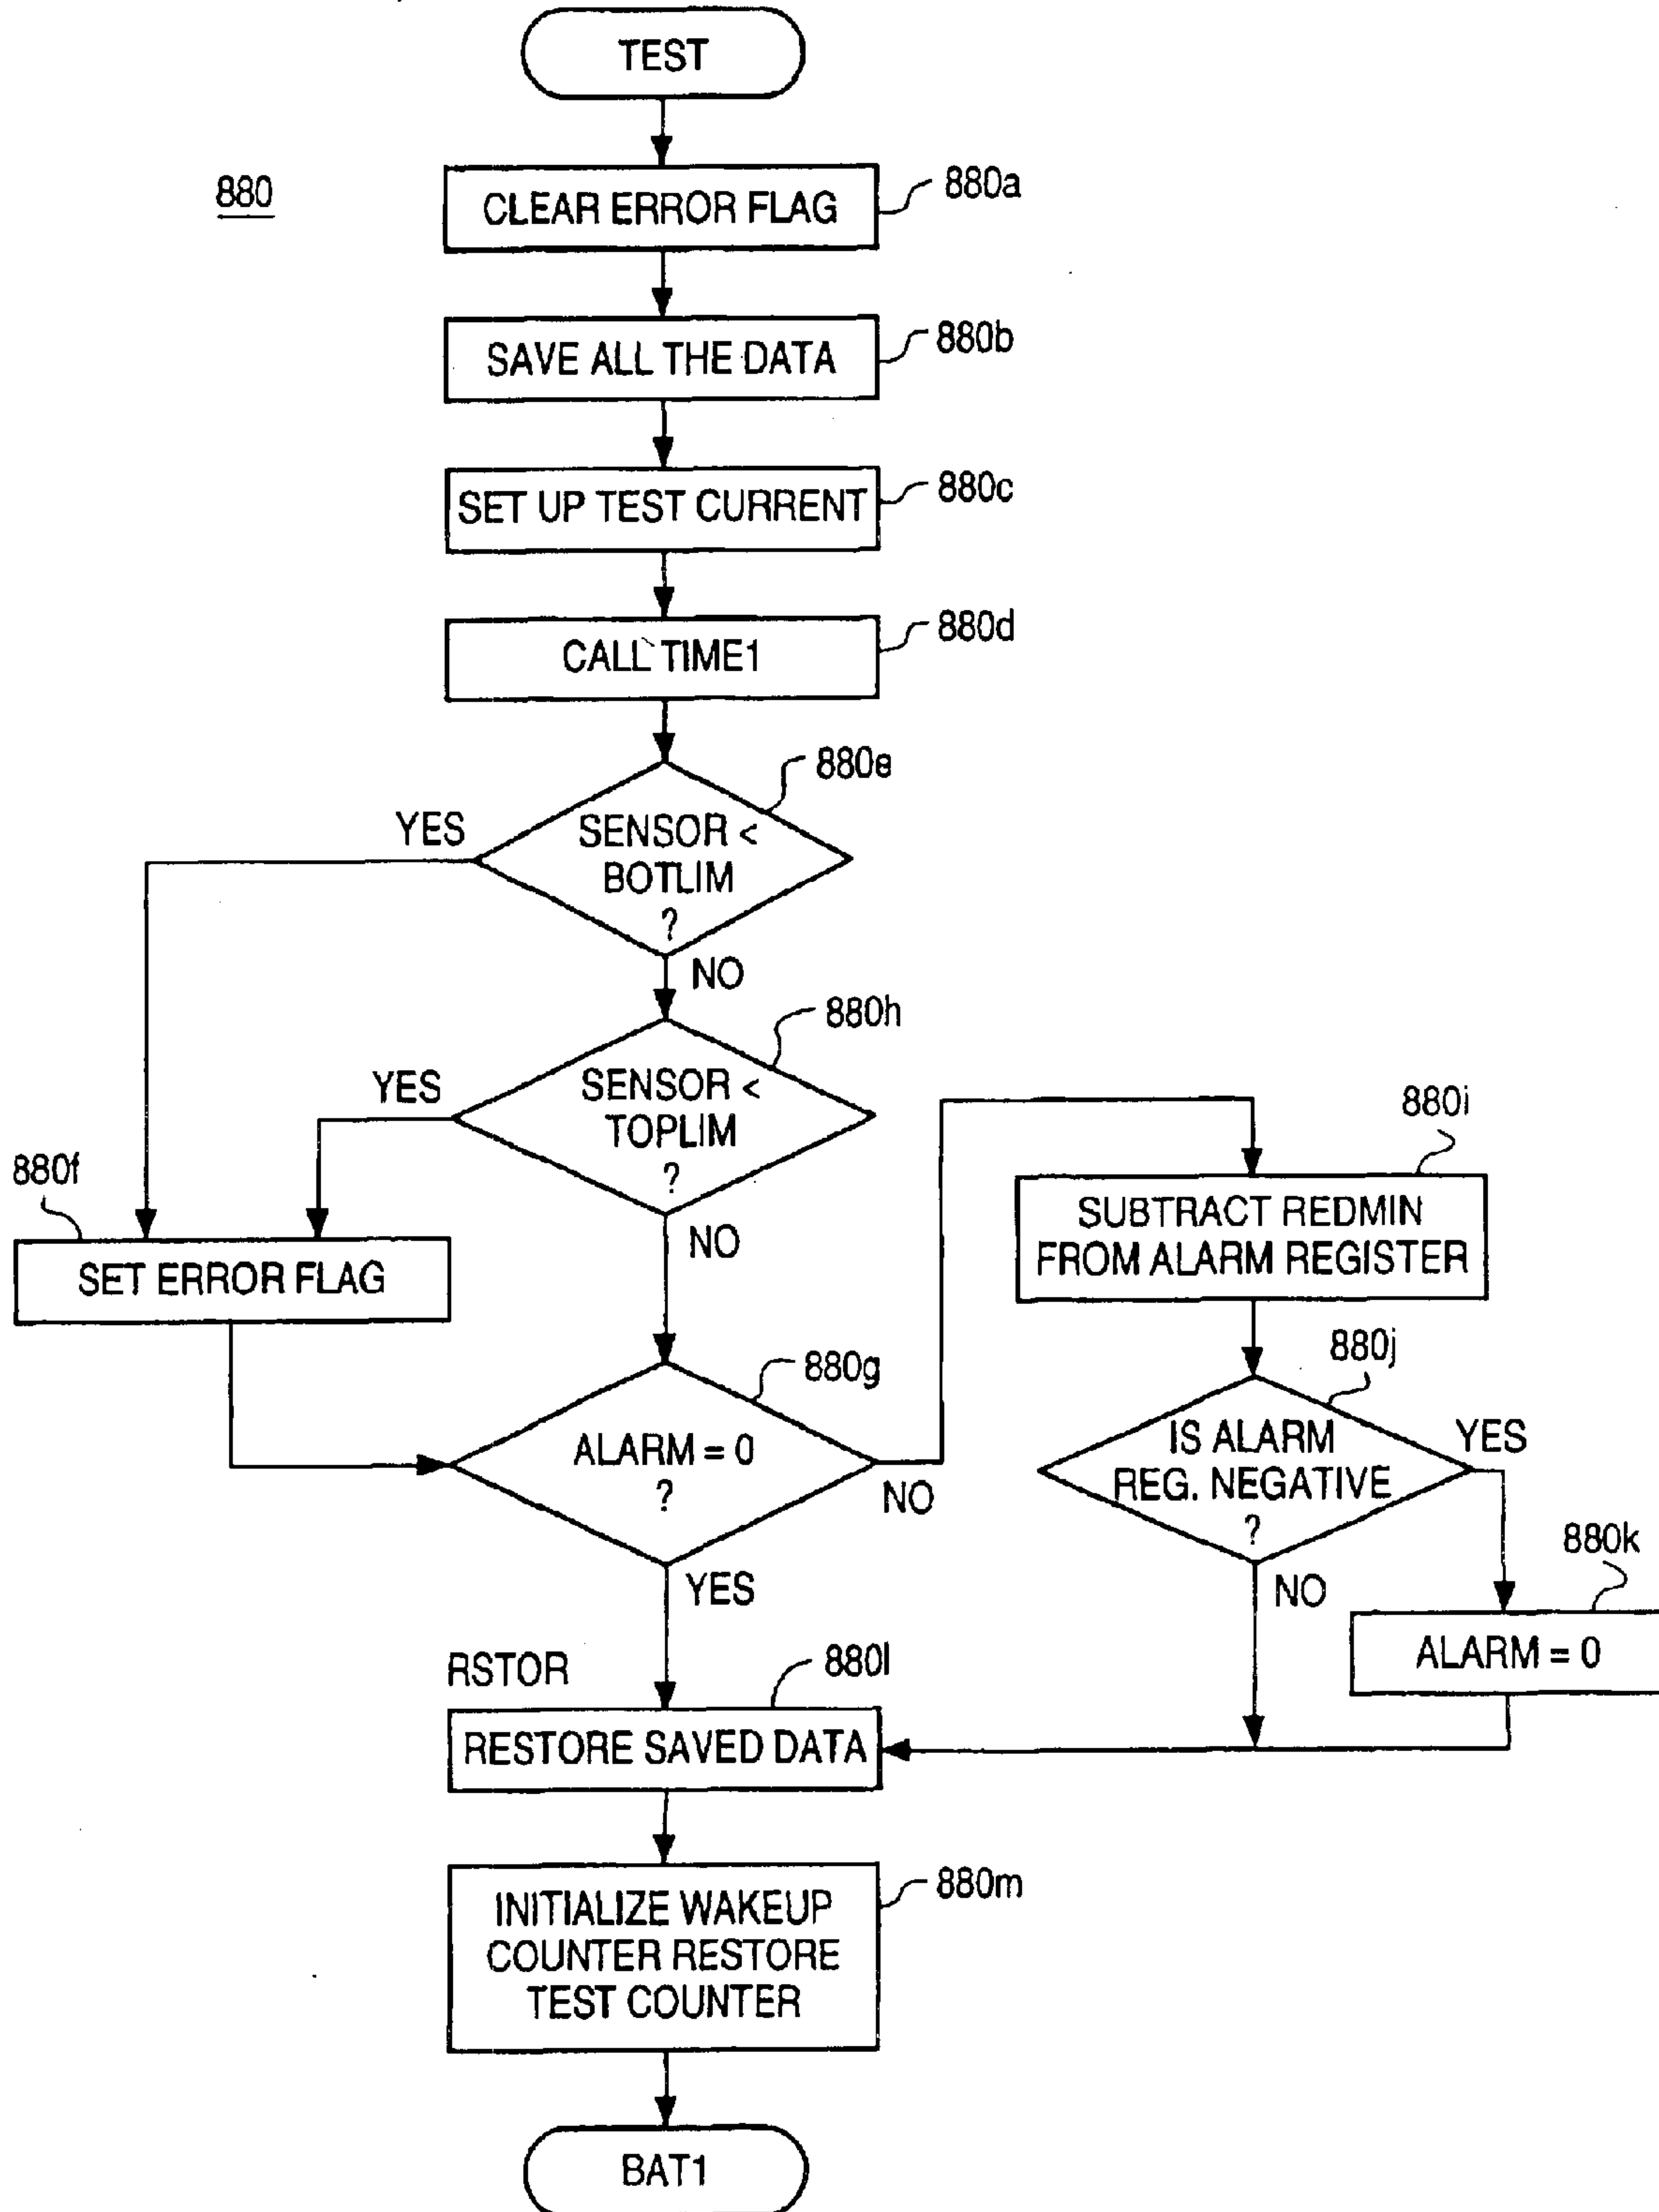 TEST
880
CLEAR ERROR FLAG
880a
SAVE ALL THE DATA
880b
SET UP TEST CURRENT
880c
CALL TIME1
880d
880e
YES
SENSOR <
BOTLIM
?
NO
880h
YES
SENSOR <
TOPLIM
?
NO
880f
SET ERROR FLAG
880g
ALARM = 0
?
NO
YES
880i
SUBTRACT REDMIN
FROM ALARM REGISTER
880j
IS ALARM
REG. NEGATIVE
?
YES
NO
880k
ALARM = 0
RSTOR
880l
RESTORE SAVED DATA
880m
INITIALIZE WAKEUP
COUNTER RESTORE
TEST COUNTER
BAT1